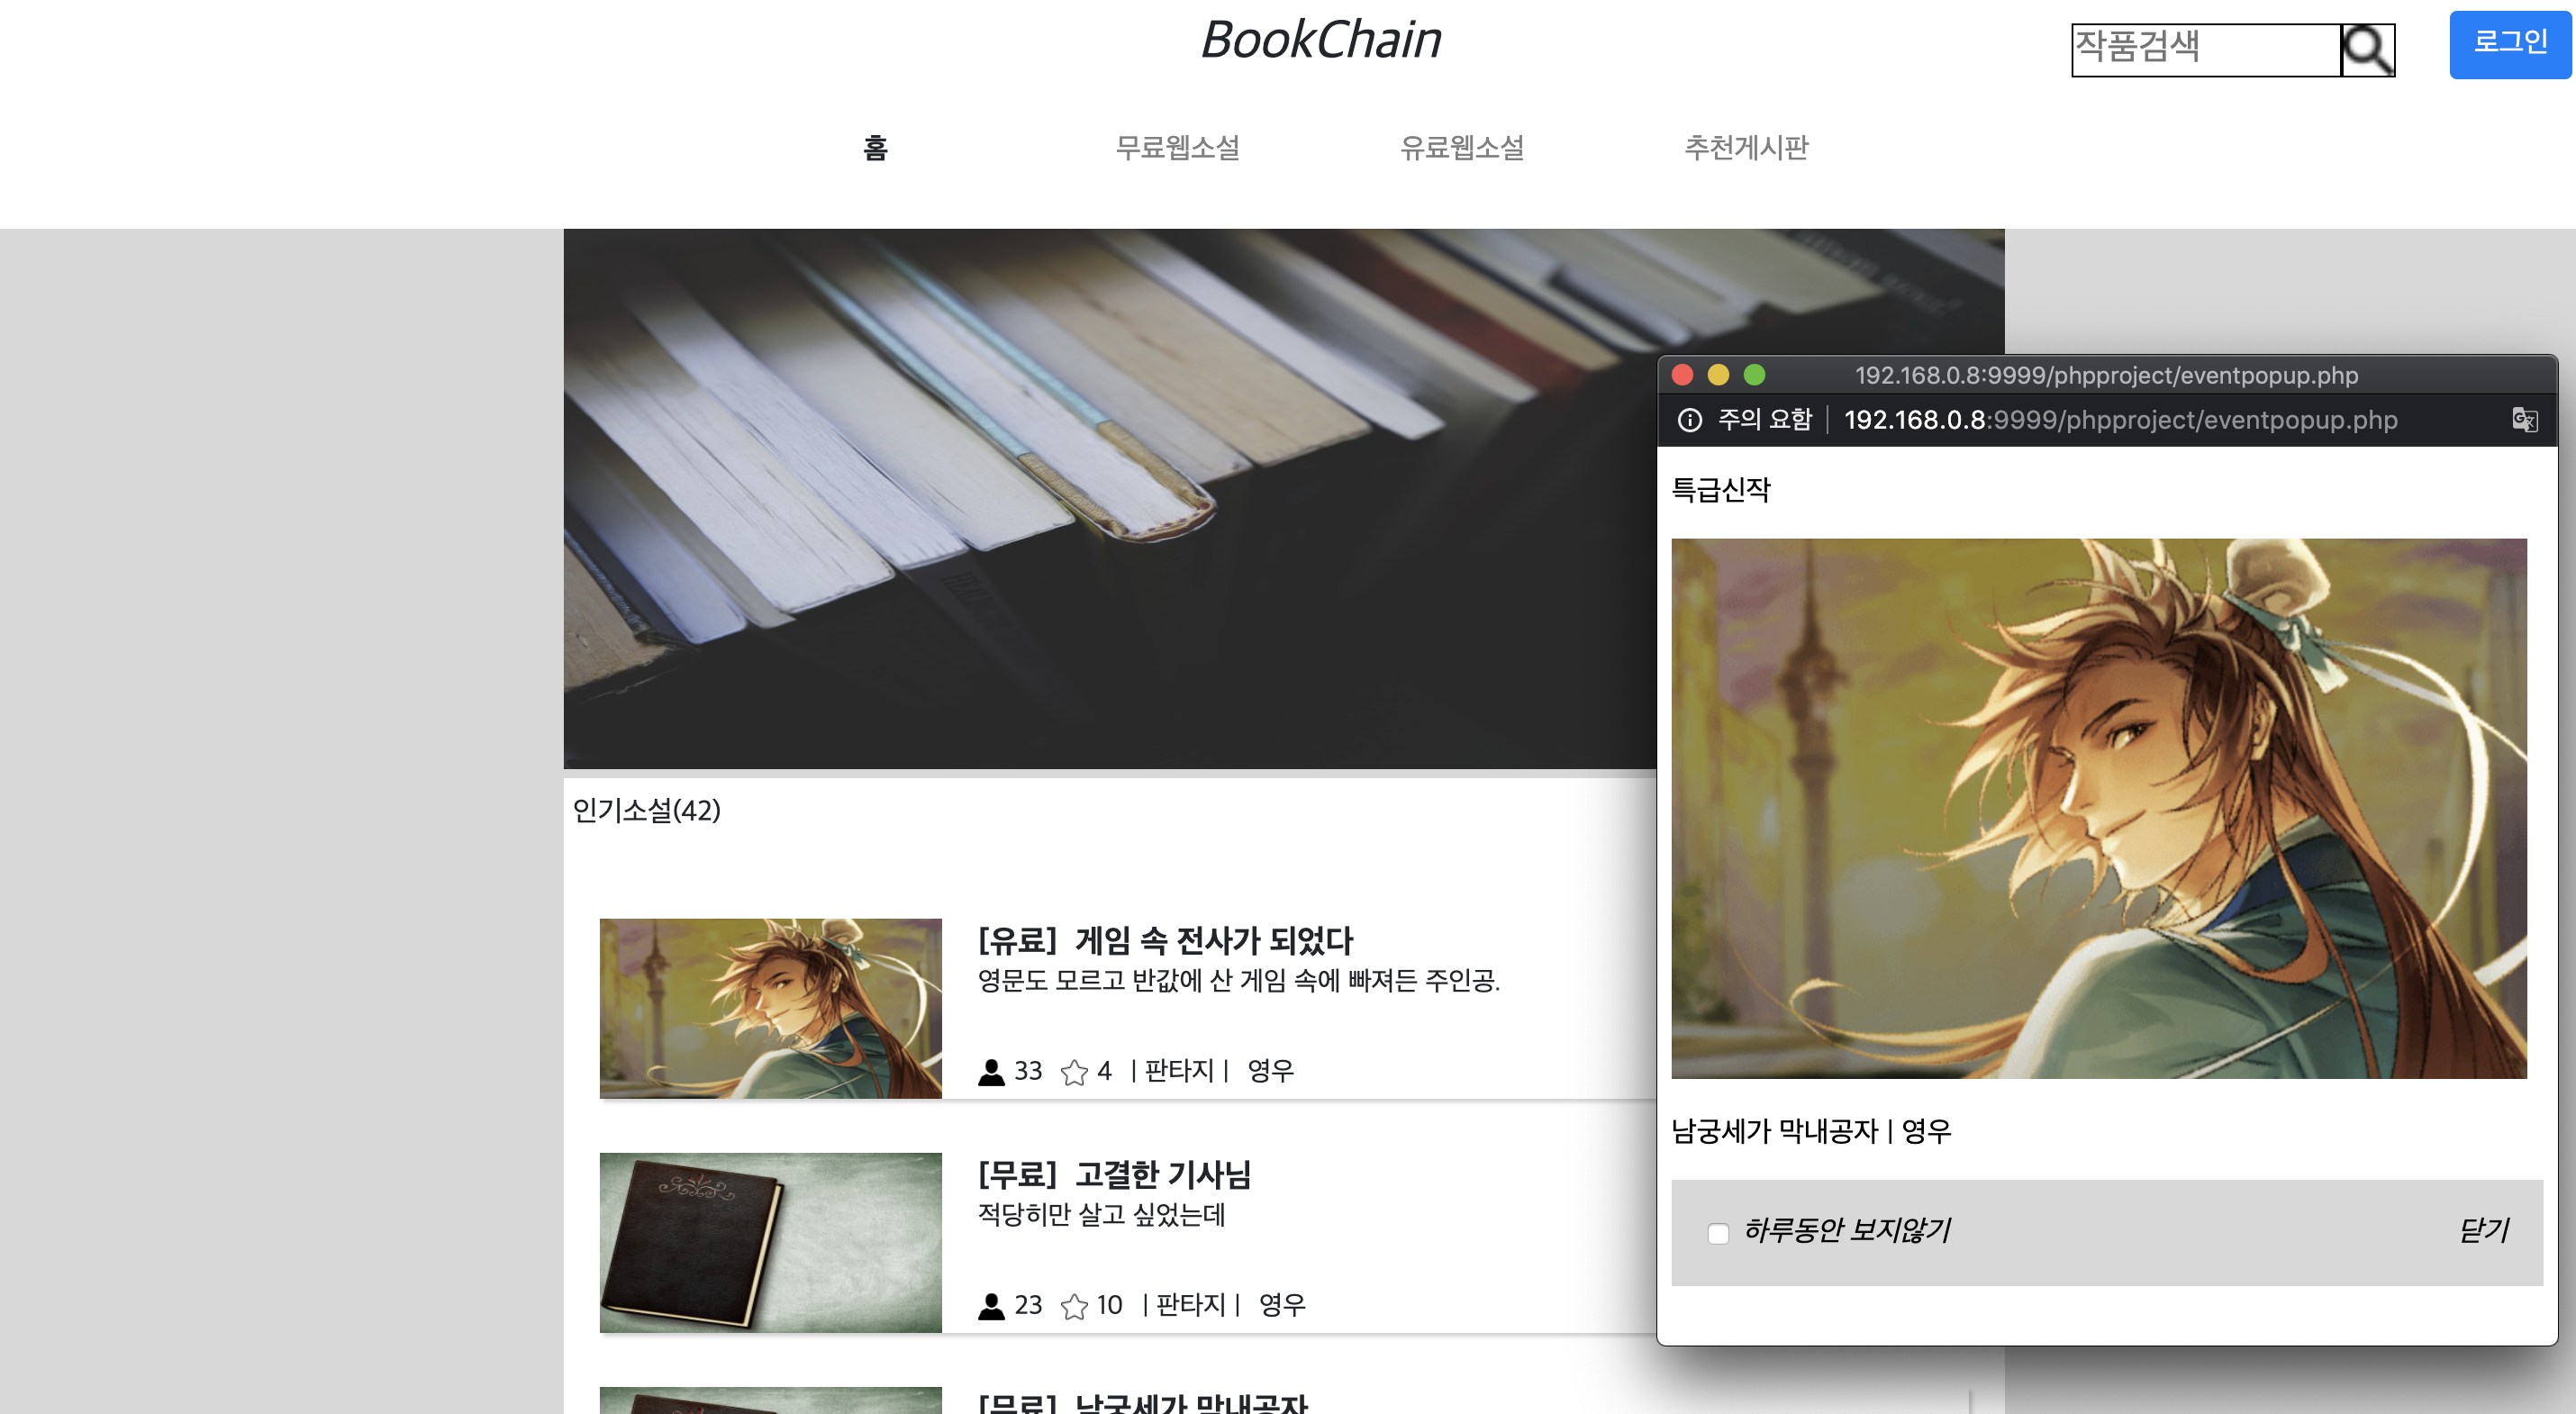 BookChain
작품검색
로그인
홈
무료웹소설
유료웹소설
추천게시판
인기소설(42)
[유료] 게임 속 전사가 되었다
영문도 모르고 반값에 산 게임 속에 빠져든 주인공.
33 4 | 판타지 | 영우
[무료] 고결한 기사님
적당히만 살고 싶었는데
23 10 | 판타지 | 영우
[무료] 남궁세가 막내공자
192.168.0.8:9999/phpproject/eventpopup.php
주의 요함 | 192.168.0.8:9999/phpproject/eventpopup.php
특급신작
남궁세가 막내공자 | 영우
하루동안 보지않기
닫기